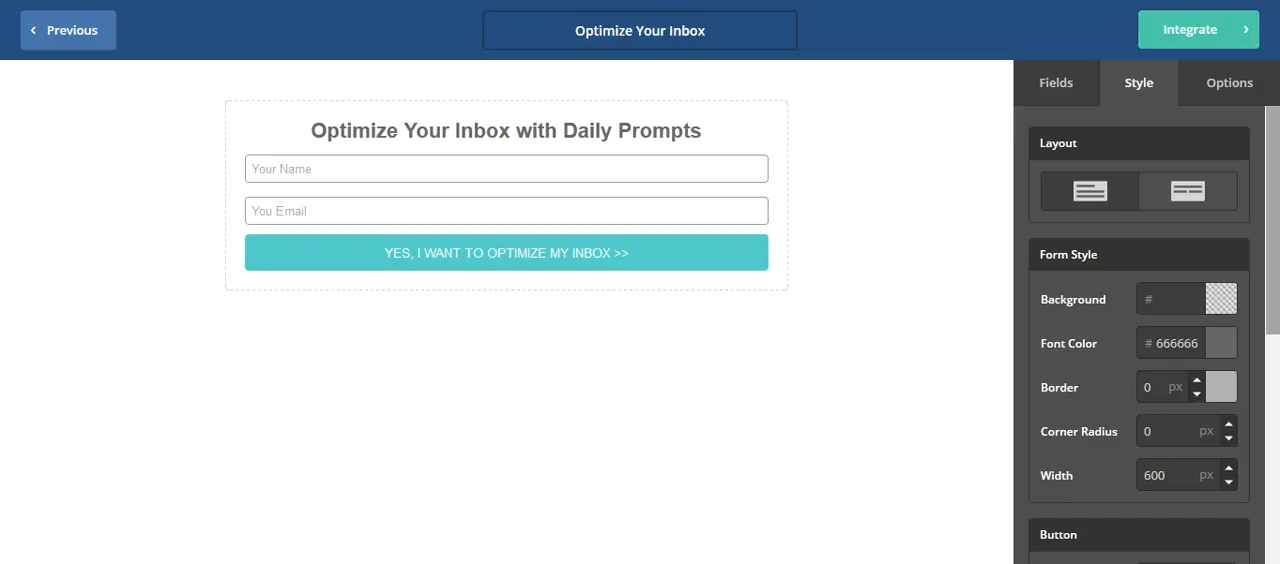 Previous
Optimize Your Inbox
Integrate
Fields Style Options
Optimize Your Inbox with Daily Prompts
Your Name
You Email
YES, I WANT TO OPTIMIZE MY INBOX >>
Layout
Form Style
Background #
Font Color # 666666
Border 0 px
Corner Radius 0 px
Width 600 px
Button